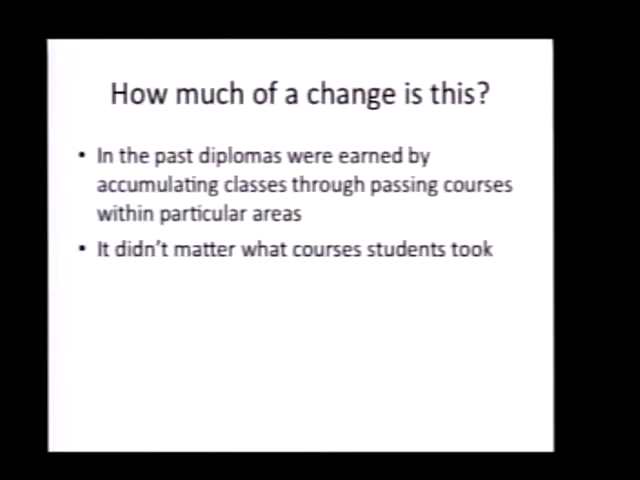 How much of a change is this?
• In the past diplomas were earned by
accumulating classes through passing courses
within particular areas
• It didn't matter what courses students took